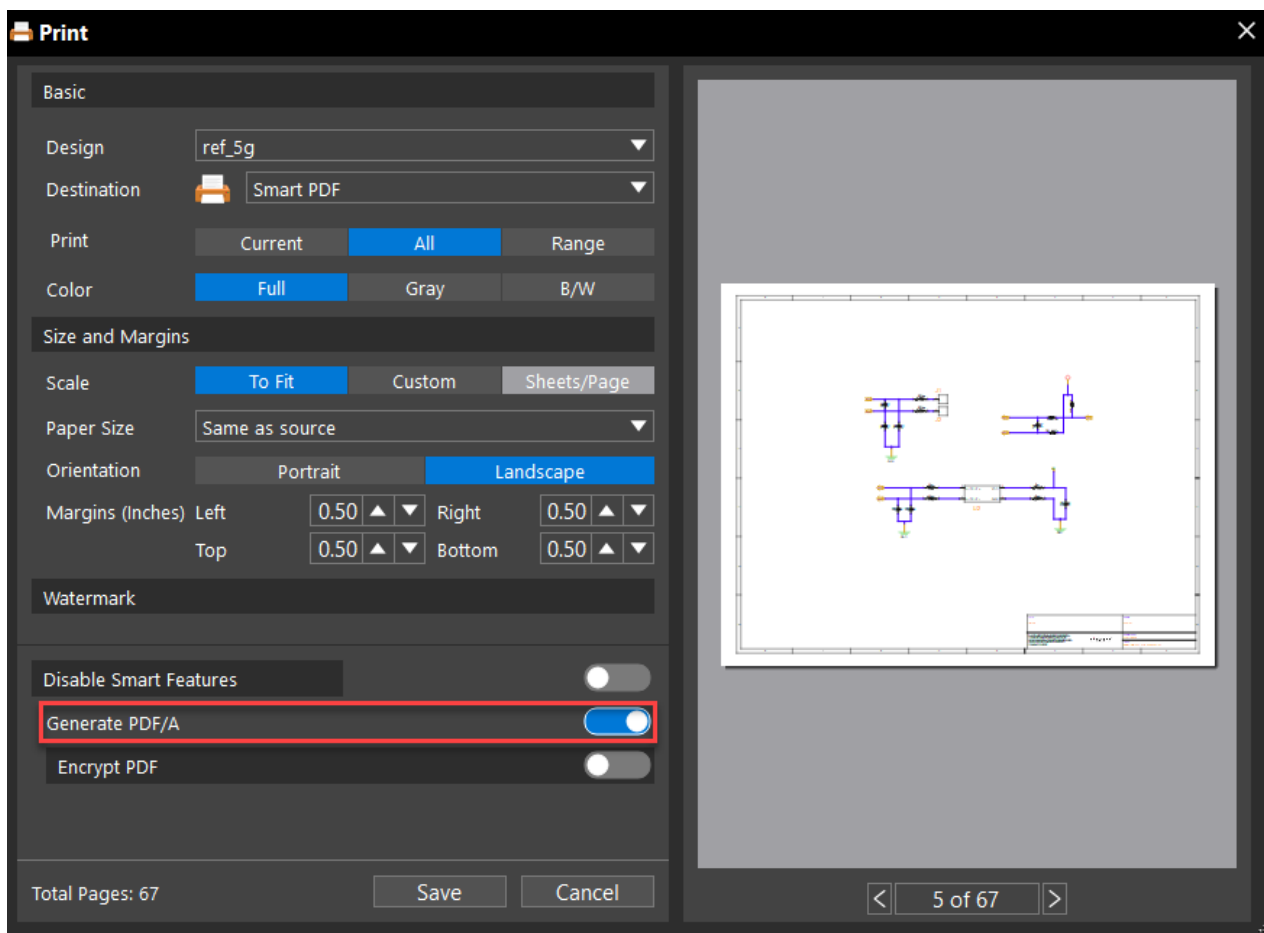 Print
Basic
Design ref_5g
Destination Smart PDF
Print Current All Range
Color Full Gray B/W
Size and Margins
Scale To Fit Custom Sheets/Page
Paper Size Same as source
Orientation Portrait Landscape
Margins (Inches) Left 0.50 Right 0.50
Top 0.50 Bottom 0.50
Watermark
Disable Smart Features
Generate PDF/A
Encrypt PDF
Total Pages: 67 Save Cancel
5 of 67